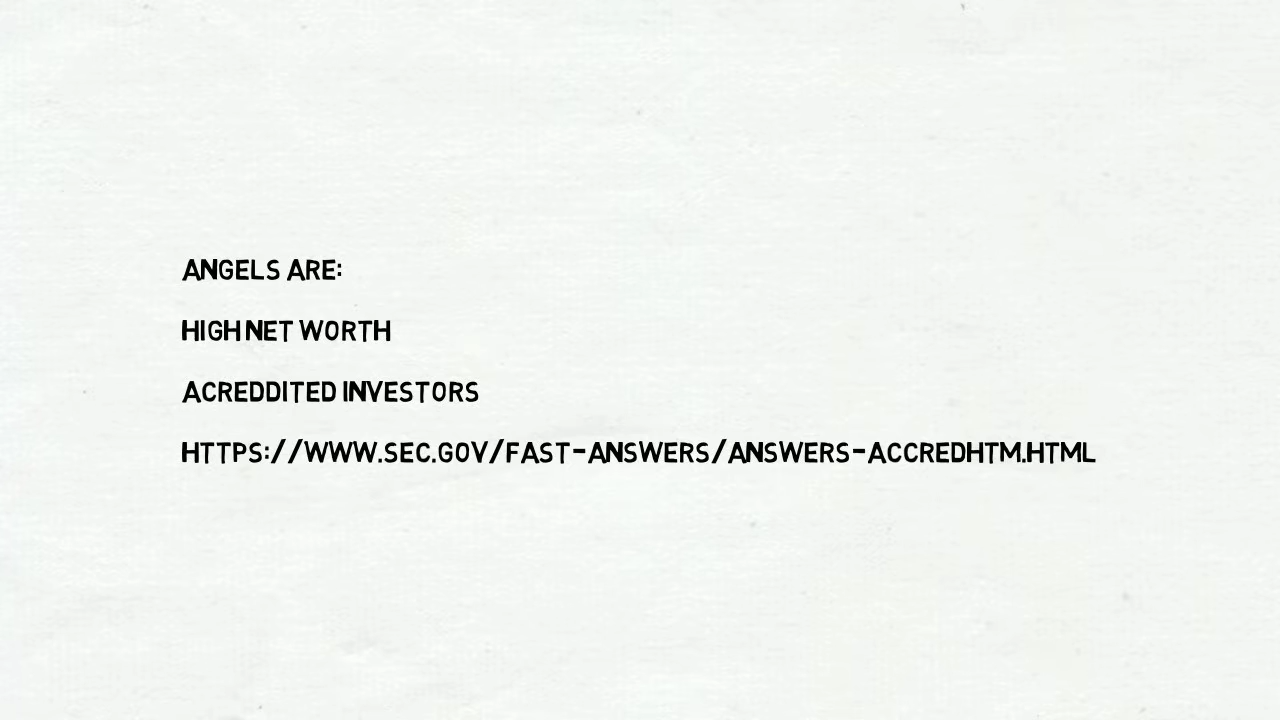 ANGELS ARE:
HIGH NET WORTH
ACREDDITED INVESTORS
HTTPS://WWW.SEC.GOV/FAST-ANSWERS/ANSWERS-ACCREDHTM.HTML